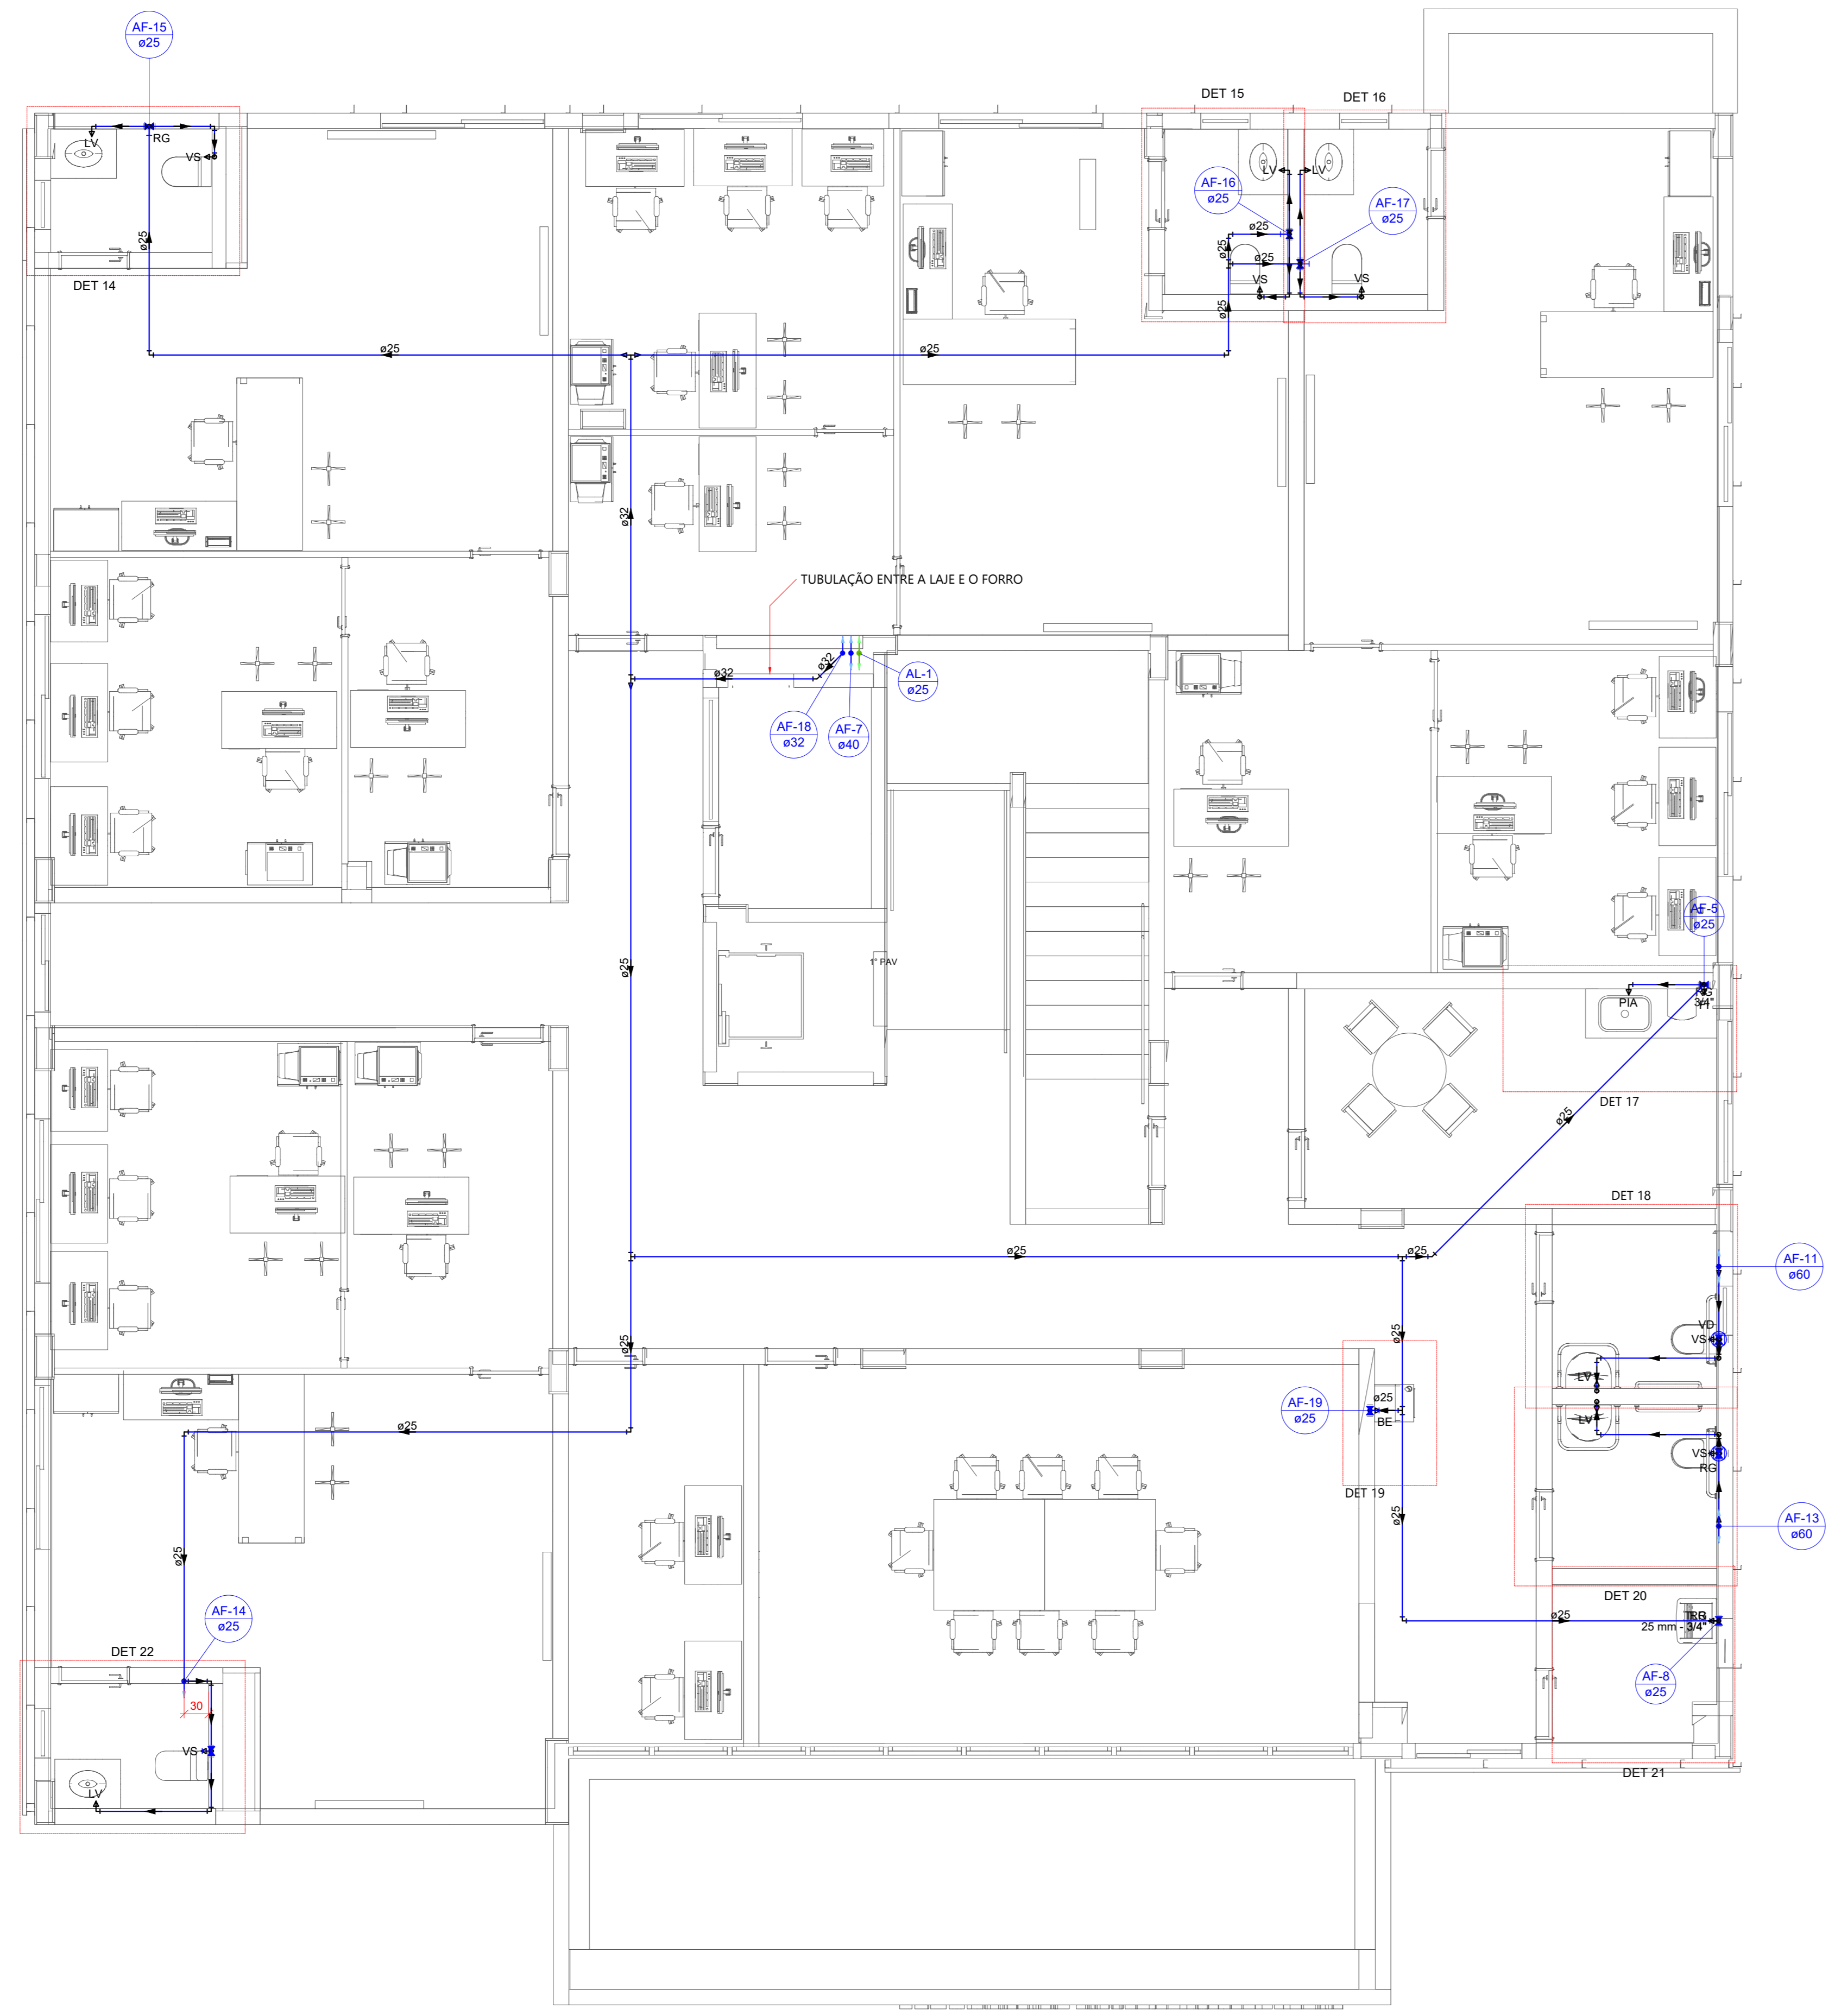 AF-15
ø25
DET 15
DET 16
LV
RG
VS
ø25
DET 14
LV
LV
AF-16
ø25
AF-17
ø25
ø25
ø25
ø25
VS
VS
ø25
ø25
ø25
ø32
TUBULAÇÃO ENTRE A LAJE E O FORRO
ø32
ø32
AL-1
ø25
AF-18
ø32
AF-7
ø40
AF-5
ø25
1° PAV
ø25
PIA
RG
3/4"
DET 17
ø25
DET 18
ø25
ø25
AF-11
ø60
ø25
ø25
VD
VS
LV
ø25
AF-19
ø25
BE
LV
ø25
VS
RG
DET 19
ø25
AF-13
ø60
ø25
DET 20
AF-14
ø25
ø25
25 mm - 3/4"
DET 22
AF-8
ø25
30
VS
LV
DET 21